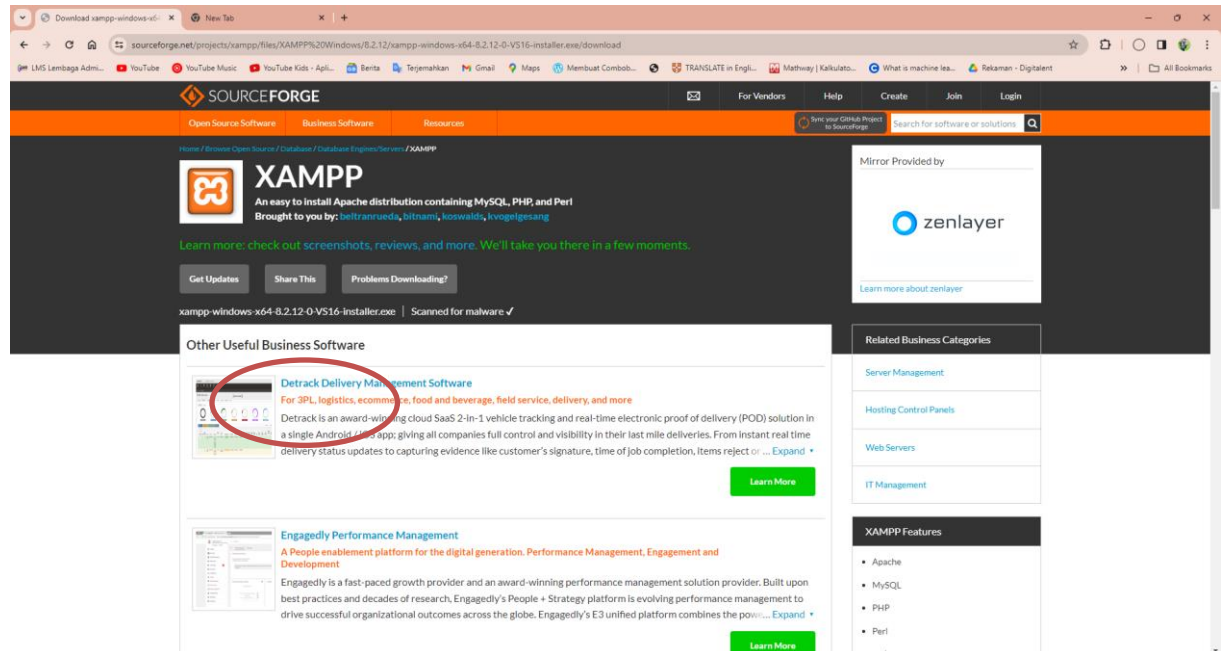 Download xampp-windows-x64
New Tab
sourceforge.net/projects/xampp/files/XAMPP%20Windows/8.2.12/xampp-windows-x64-8.2.12-0-VS16-installer.exe/download
LMS Lembaga Admi...
YouTube
YouTube Music
YouTube Kids - Apli...
Berita
Terjemahkan
Gmail
Maps
Membuat Combob...
TRANSLATE in Engli...
Mathway | Kalkulato...
What is machine lea...
Rekaman - Digitalent
All Bookmarks
SOURCEFORGE
For Vendors
Help
Create
Join
Login
Open Source Software
Business Software
Resources
Sync your GitHub Project
to SourceForge
Search for software or solutions
Home / Browse Open Source / Database / Database Engines/Servers / XAMPP
XAMPP
An easy to install Apache distribution containing MySQL, PHP, and Perl
Brought to you by: beltranrueda, bitnami, koswalds, kvogelgesang
Learn more: check out screenshots, reviews, and more. We'll take you there in a few moments.
Get Updates
Share This
Problems Downloading?
xampp-windows-x64-8.2.12-0-VS16-installer.exe | Scanned for malware ✓
Mirror Provided by
zenlayer
Learn more about zenlayer
Other Useful Business Software
Detrack Delivery Management Software
For 3PL, logistics, ecommerce, food and beverage, field service, delivery, and more
Detrack is an award-winning cloud SaaS 2-in-1 vehicle tracking and real-time electronic proof of delivery (POD) solution in
a single Android / iOS app; giving all companies full control and visibility in their last mile deliveries. From instant real time
delivery status updates to capturing evidence like customer's signature, time of job completion, items reject or ... Expand
Learn More
Engagedly Performance Management
A People enablement platform for the digital generation. Performance Management, Engagement and
Development
Engagedly is a fast-paced growth provider and an award-winning performance management solution provider. Built upon
best practices and decades of research, Engagedly's People + Strategy platform is evolving performance management to
drive successful organizational outcomes across the globe. Engagedly's E3 unified platform combines the powe... Expand
Learn More
Related Business Categories
Server Management
Hosting Control Panels
Web Servers
IT Management
XAMPP Features
Apache
MySQL
PHP
Perl